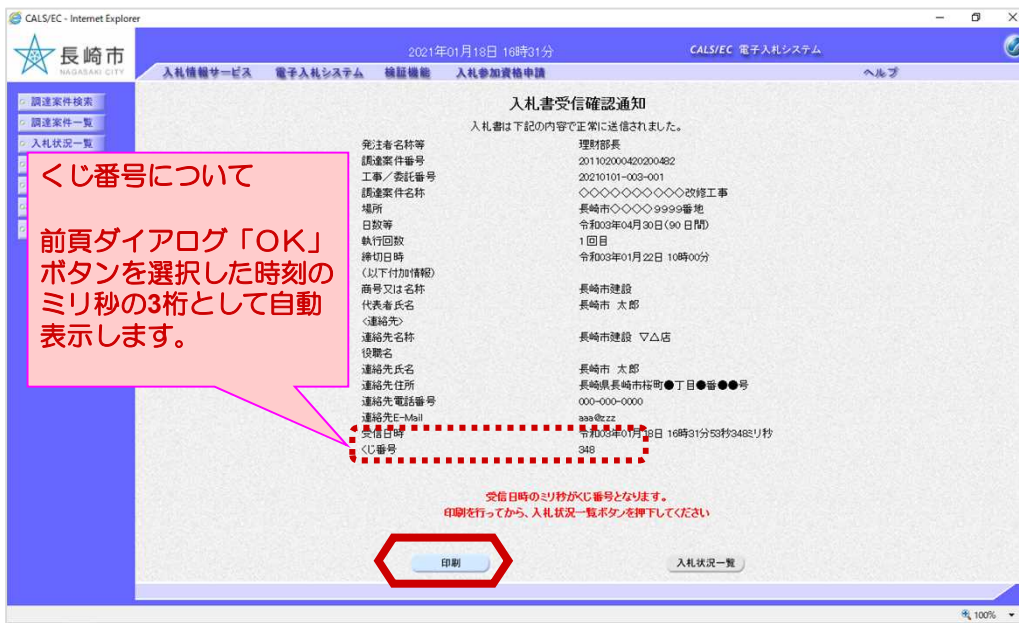 CALS/EC - Internet Explorer
長崎市
NAGASAKI CITY
2021年01月18日 16時31分
CALS/EC 電子入札システム
入札情報サービス 電子入札システム 検証機能 入札参加資格申請 ヘルプ
調達案件検索
調達案件一覧
入札状況一覧
くじ番号について
前頁ダイアログ「OK」
ボタンを選択した時刻の
ミリ秒の3桁として自動
表示します。
入札書受信確認通知
入札書は下記の内容で正常に送信されました。
発注者名称等 理財部長
調達案件番号 201102000420200482
工事/委託番号 20210101-003-001
調達案件名称 ◇◇◇◇◇◇◇◇◇◇改修工事
場所 長崎市◇◇◇◇9999番地
日数等 令和03年04月30日(90日間)
執行回数 1回目
締切日時 令和03年01月22日 10時00分
(以下付加情報)
商号又は名称 長崎市建設
代表者氏名 長崎市 太郎
<連絡先>
連絡先名称 長崎市建設 ▽△店
役職名
連絡先氏名 長崎市 太郎
連絡先住所 長崎県長崎市桜町●丁目●番●●号
連絡先電話番号 000-000-0000
連絡先E-Mail aaa@zzz
受信日時 令和03年01月18日 16時31分53秒348ミリ秒
くじ番号 348
受信日時のミリ秒がくじ番号となります。
印刷を行ってから、入札状況一覧ボタンを押下してください
印刷
入札状況一覧
100%